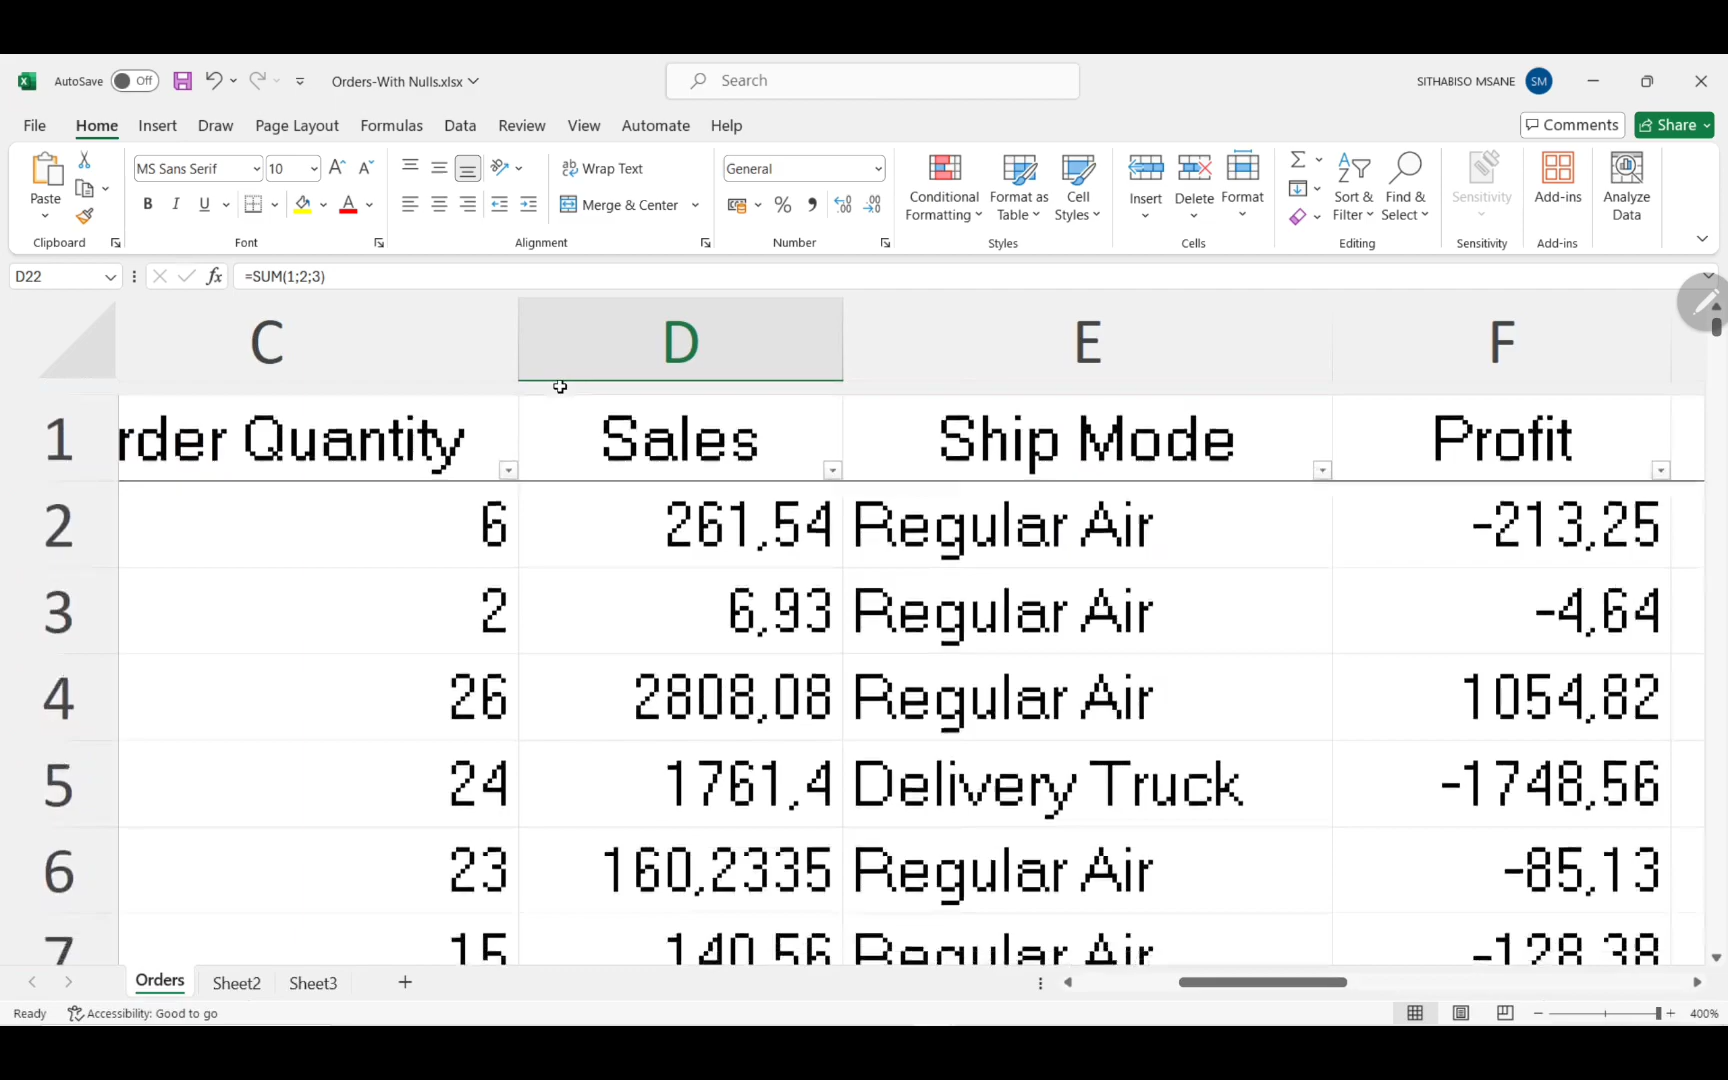 AutoSave Off Orders-With Nulls.xlsx Search SITHABISO MSANE SM
File Home Insert Draw Page Layout Formulas Data Review View Automate Help Comments Share
Paste MS Sans Serif 10 Wrap Text General Conditional Formatting Format as Table Cell Styles Insert Delete Format Sort & Filter Find & Select Sensitivity Add-ins Analyze Data
B I U Merge & Center % 
Clipboard Font Alignment Number Styles Cells Editing Sensitivity Add-ins
D22 fx =SUM(1;2;3)
C D E F
1 rder Quantity Sales Ship Mode Profit
2 6 261,54 Regular Air -213,25
3 2 6,93 Regular Air -4,64
4 26 2808,08 Regular Air 1054,82
5 24 1761,4 Delivery Truck -1748,56
6 23 160,2335 Regular Air -85,13
7 15 140,56 Regular Air -128,38
Orders Sheet2 Sheet3 +
Ready Accessibility: Good to go 400%